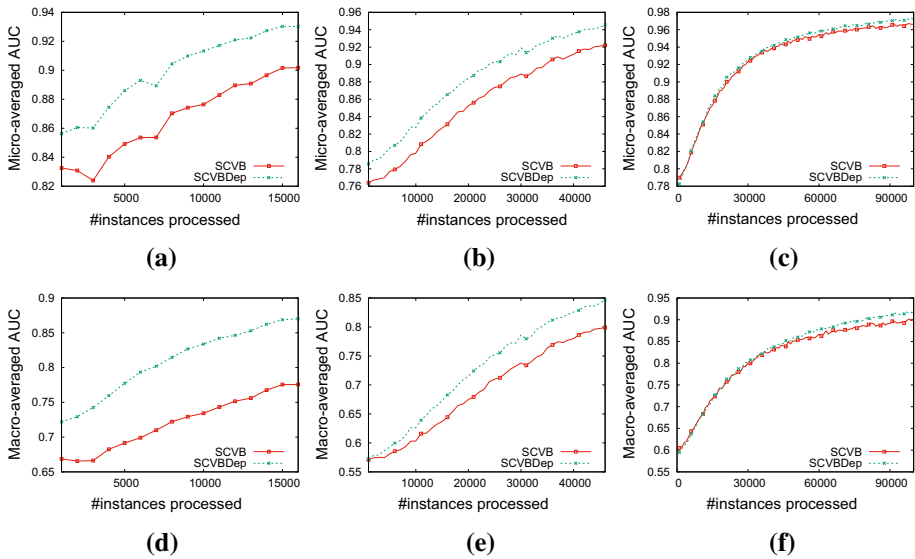 0.94
0.92
0.9
0.88
0.86
0.84
0.82
Micro-averaged AUC
SCVB
SCVBDep
5000 10000 15000
#instances processed
(a)
0.96
0.94
0.92
0.9
0.88
0.86
0.84
0.82
0.8
0.78
0.76
Micro-averaged AUC
SCVB
SCVBDep
10000 20000 30000 40000
#instances processed
(b)
0.98
0.96
0.94
0.92
0.9
0.88
0.86
0.84
0.82
0.8
0.78
Micro-averaged AUC
SCVB
SCVBDep
0 30000 60000 90000
#instances processed
(c)
0.9
0.85
0.8
0.75
0.7
0.65
Macro-averaged AUC
SCVB
SCVBDep
5000 10000 15000
#instances processed
(d)
0.85
0.8
0.75
0.7
0.65
0.6
0.55
Macro-averaged AUC
SCVB
SCVBDep
10000 20000 30000 40000
#instances processed
(e)
0.95
0.9
0.85
0.8
0.75
0.7
0.65
0.6
0.55
Macro-averaged AUC
SCVB
SCVBDep
0 30000 60000 90000
#instances processed
(f)